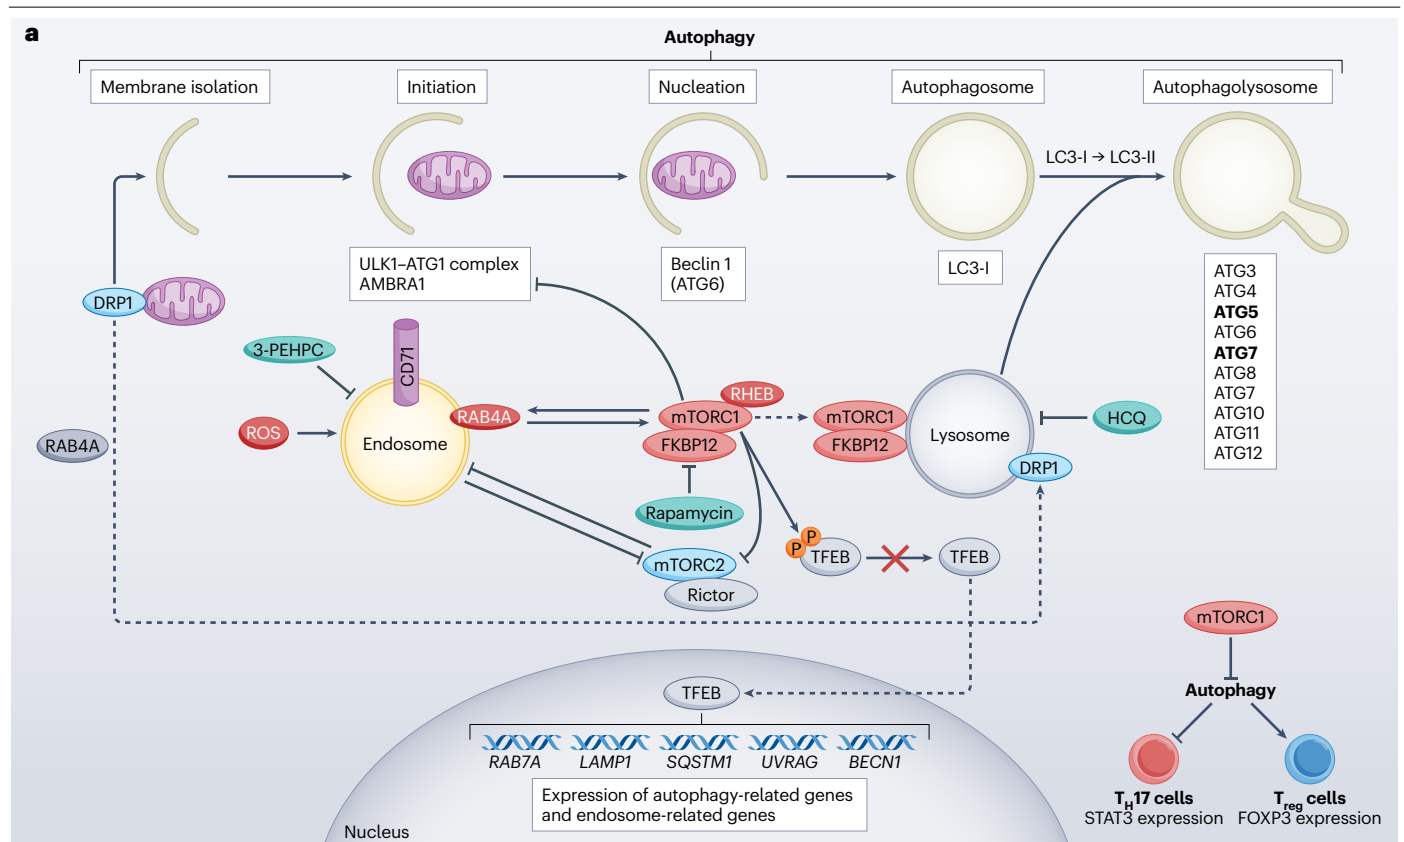 a
Autophagy
Membrane isolation
Initiation
Nucleation
Autophagosome
Autophagolysosome
LC3-I → LC3-II
ULK1–ATG1 complex
AMBRA1
Beclin 1
(ATG6)
LC3-I
ATG3
ATG4
ATG5
ATG6
ATG7
ATG8
ATG7
ATG10
ATG11
ATG12
DRP1
3-PEHPC
CD71
ROS
RAB4A
Endosome
RAB4A
RHEB
mTORC1
FKBP12
mTORC1
FKBP12
Lysosome
HCQ
DRP1
Rapamycin
mTORC2
Rictor
P
P
TFEB
TFEB
mTORC1
Autophagy
TH17 cells
STAT3 expression
Treg cells
FOXP3 expression
TFEB
RAB7A
LAMP1
SQSTM1
UVRAG
BECN1
Expression of autophagy-related genes
and endosome-related genes
Nucleus